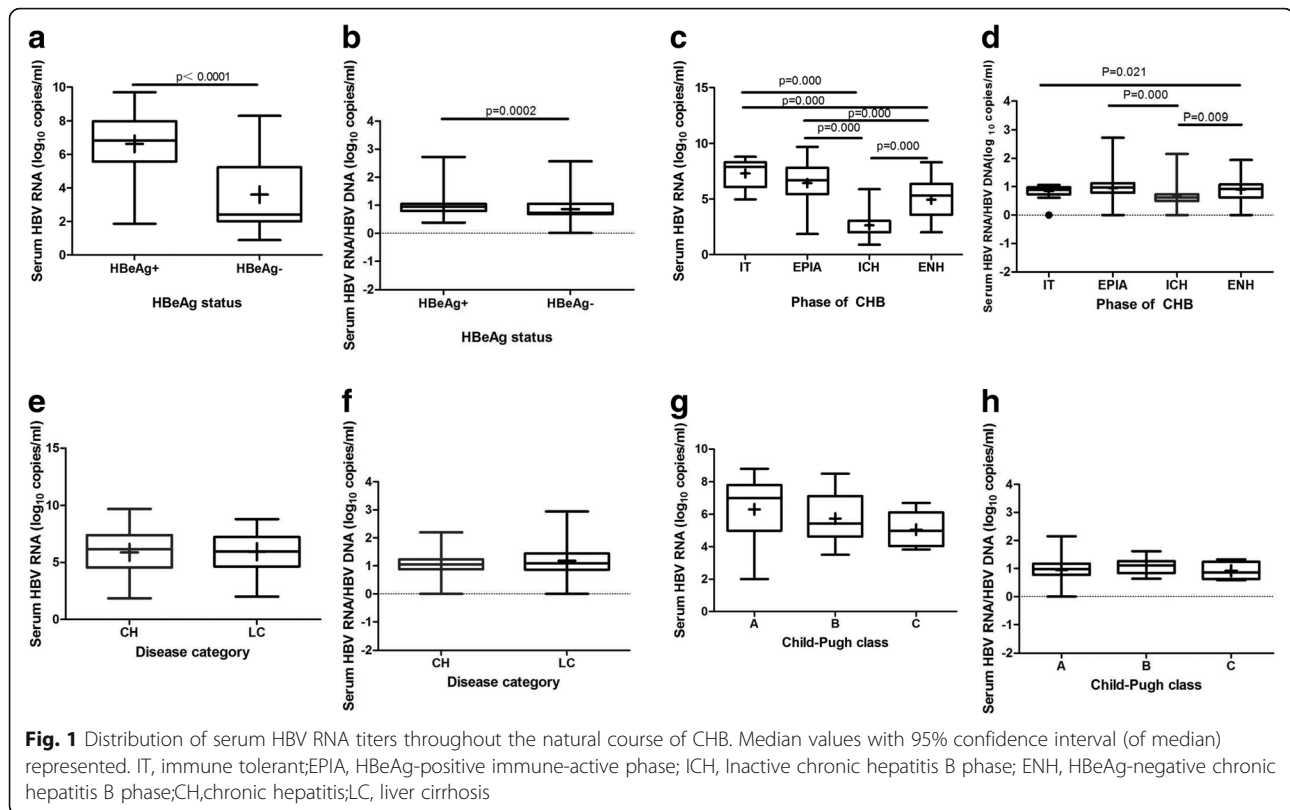 a
p< 0.0001
Serum HBV RNA (log10 copies/ml)
10
8
6
4
2
0
HBeAg+ HBeAg-
HBeAg status
b
p=0.0002
Serum HBV RNA/HBV DNA (log10 copies/ml)
4
3
2
1
0
-1
-2
HBeAg+ HBeAg-
HBeAg status
c
p=0.000
p=0.000
p=0.000
p=0.000
p=0.000
Serum HBV RNA (log10 copies/ml)
15
10
5
0
IT EPIA ICH ENH
Phase of CHB
d
P=0.021
P=0.000
P=0.009
Serum HBV RNA/HBV DNA(log 10 copies/ml)
4
3
2
1
0
-1
-2
IT EPIA ICH ENH
Phase of CHB
e
Serum HBV RNA (log10 copies/ml)
15
10
5
0
CH LC
Disease category
f
Serum HBV RNA/HBV DNA (log10 copies/ml)
4
3
2
1
0
-1
-2
CH LC
Disease category
g
Serum HBV RNA (log10 copies/ml)
10
8
6
4
2
0
A B C
Child-Pugh class
h
Serum HBV RNA/HBV DNA (log10 copies/ml)
4
3
2
1
0
-1
-2
A B C
Child-Pugh class
Fig. 1 Distribution of serum HBV RNA titers throughout the natural course of CHB. Median values with 95% confidence interval (of median)
represented. IT, immune tolerant;EPIA, HBeAg-positive immune-active phase; ICH, Inactive chronic hepatitis B phase; ENH, HBeAg-negative chronic
hepatitis B phase;CH,chronic hepatitis;LC, liver cirrhosis